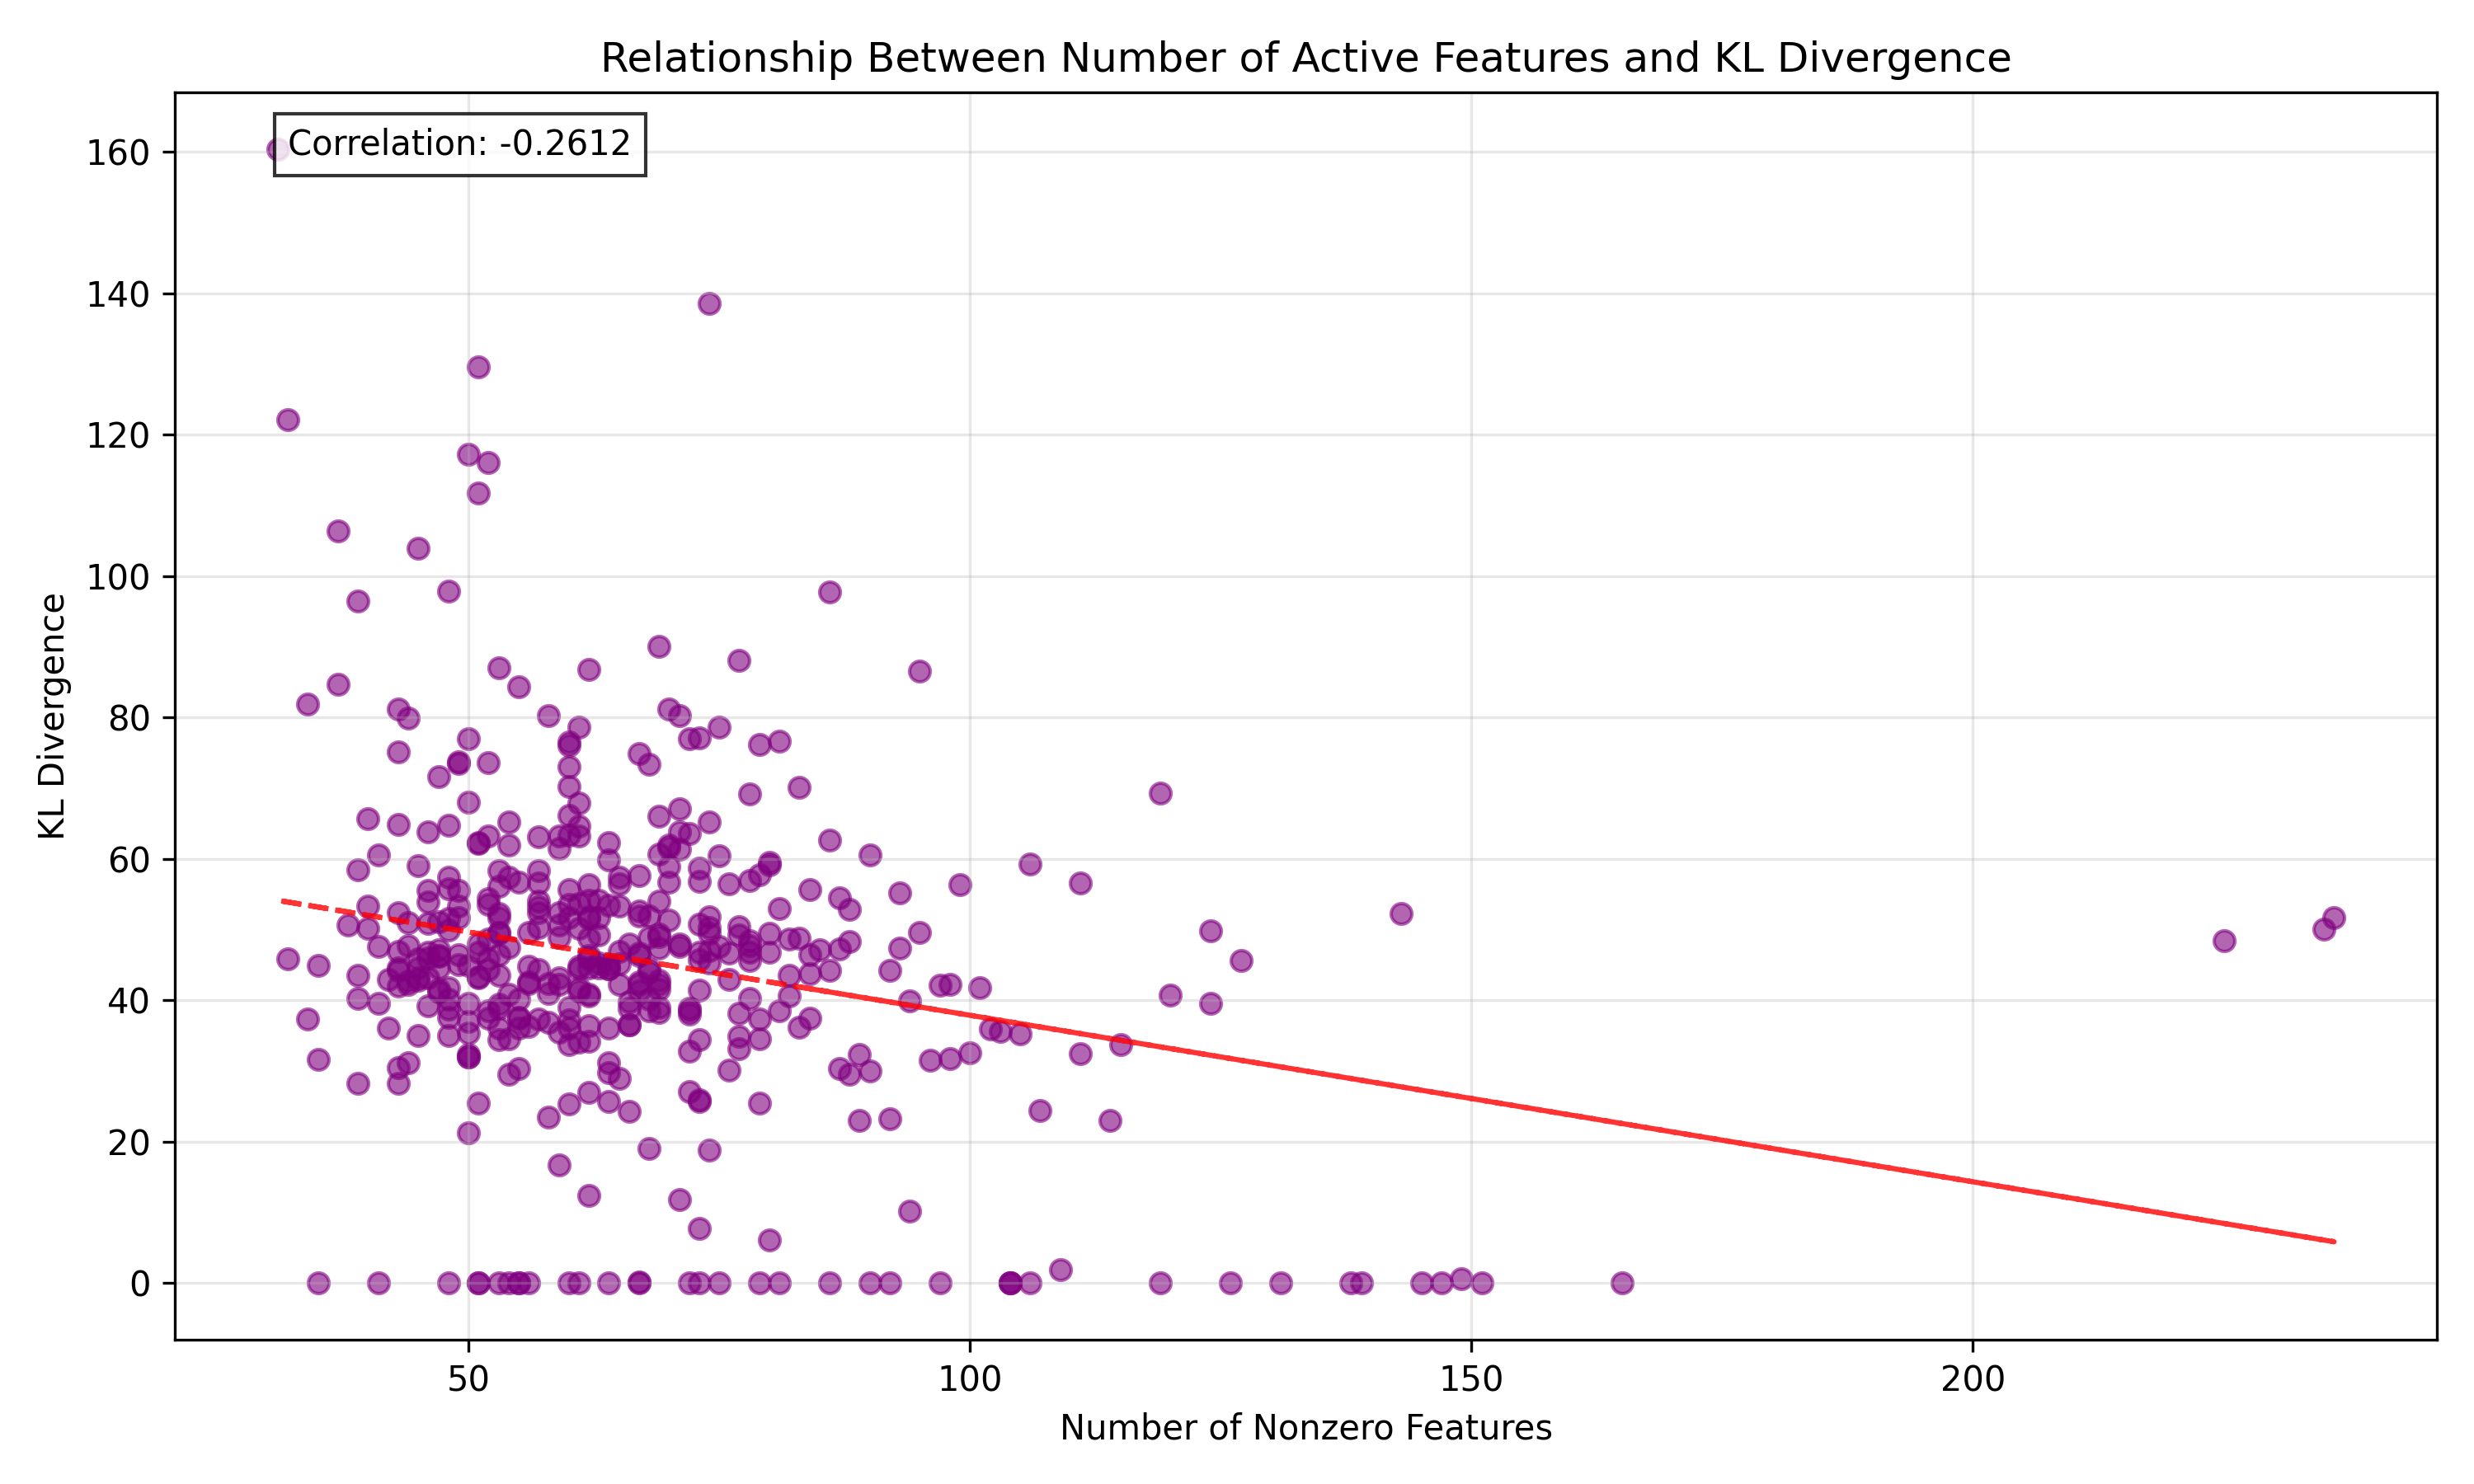 Relationship Between Number of Active Features and KL Divergence
Correlation: -0.2612
160
140
120
100
80
60
40
20
0
KL Divergence
50 100 150 200
Number of Nonzero Features